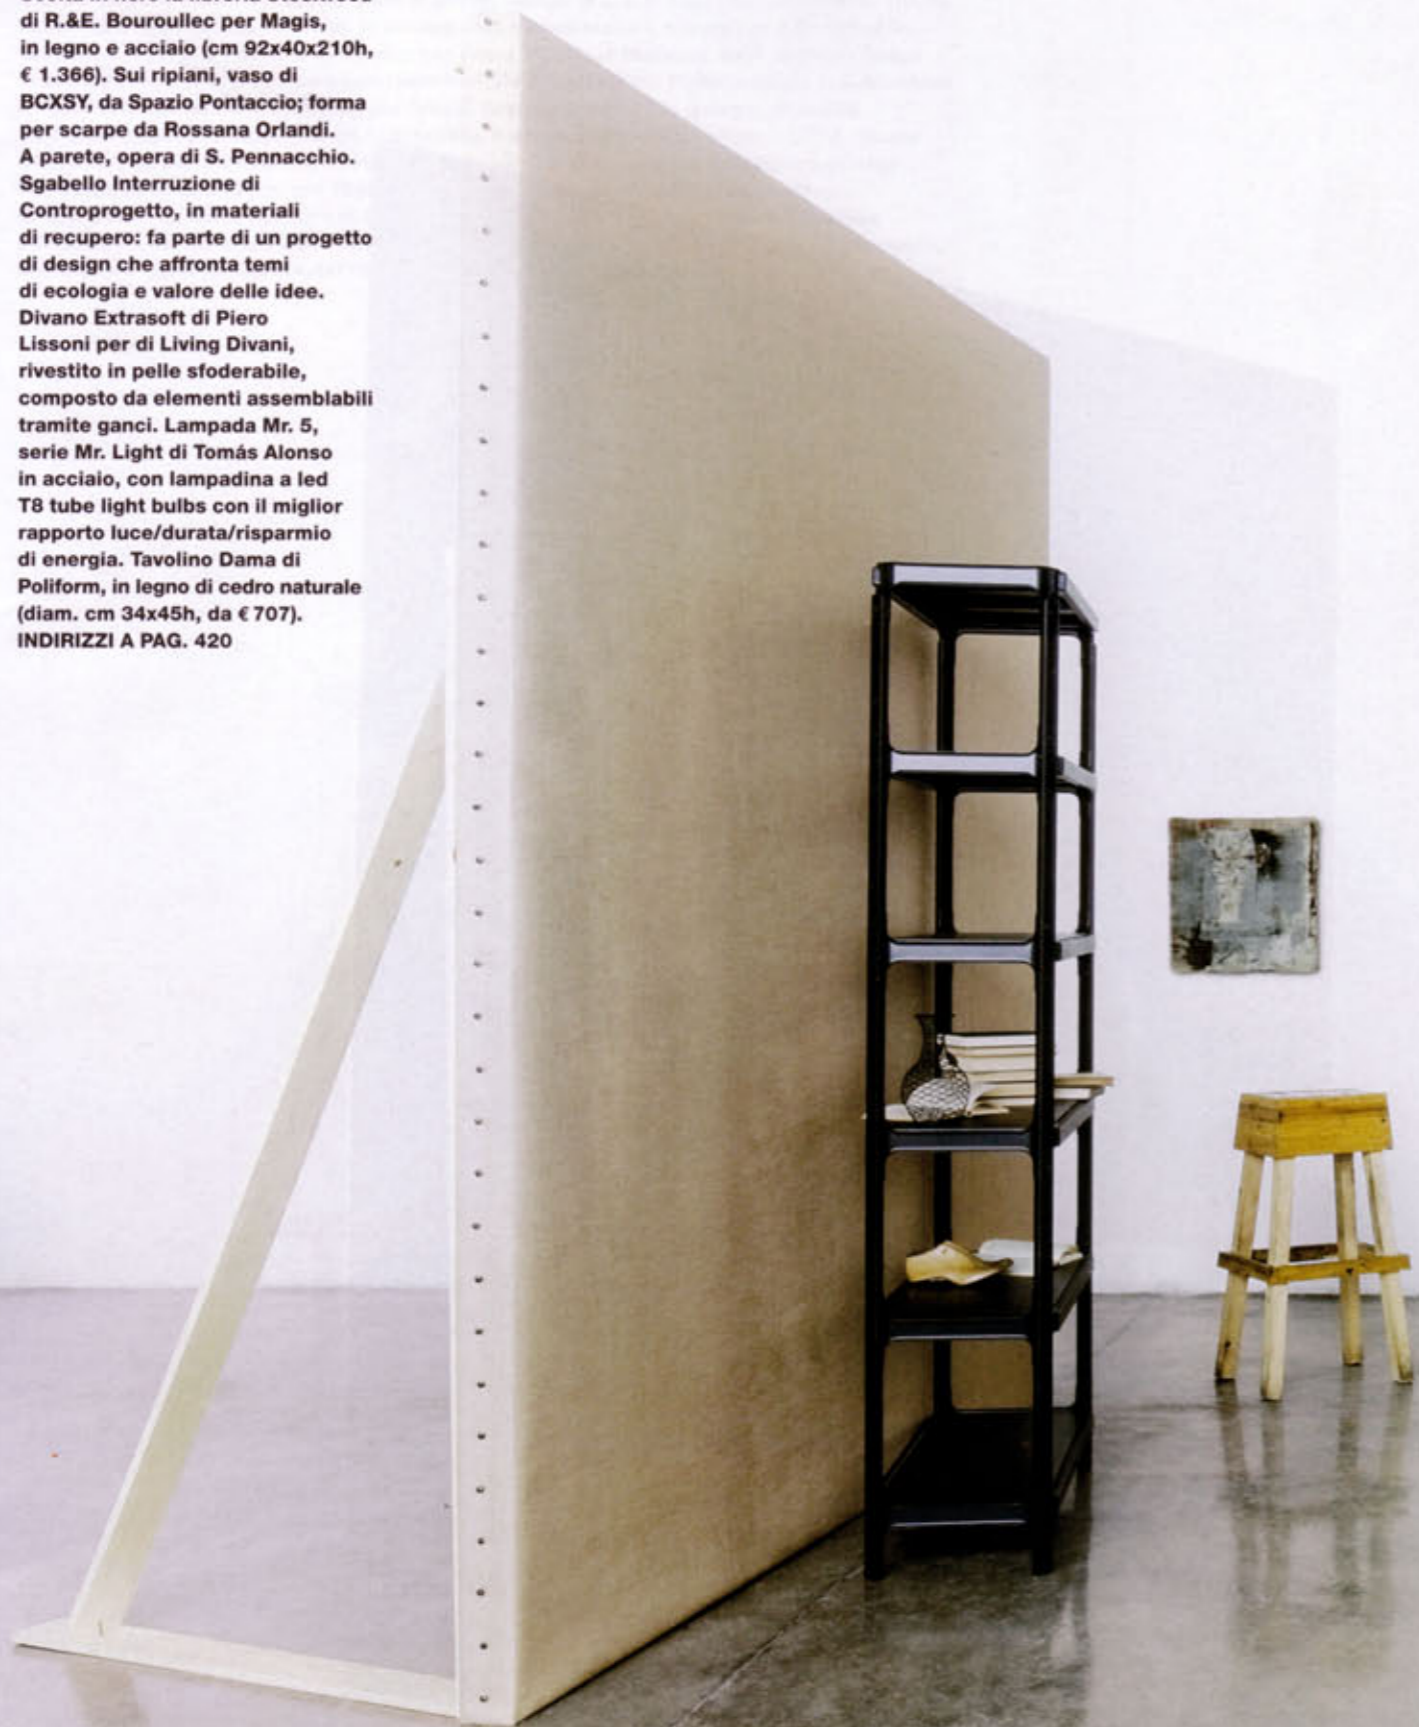 di R.&E. Bouroullec per Magis,
in legno e acciaio (cm 92x40x210h,
€ 1.366). Sui ripiani, vaso di
BCXSY, da Spazio Pontaccio; forma
per scarpe da Rossana Orlandi.
A parete, opera di S. Pennacchio.
Sgabello Interruzione di
Controprogetto, in materiali
di recupero: fa parte di un progetto
di design che affronta temi
di ecologia e valore delle idee.
Divano Extrasoft di Piero
Lissoni per di Living Divani,
rivestito in pelle sfoderabile,
composto da elementi assemblabili
tramite ganci. Lampada Mr. 5,
serie Mr. Light di Tomás Alonso
in acciaio, con lampadina a led
T8 tube light bulbs con il miglior
rapporto luce/durata/risparmio
di energia. Tavolino Dama di
Poliform, in legno di cedro naturale
(diam. cm 34x45h, da € 707).
INDIRIZZI A PAG. 420